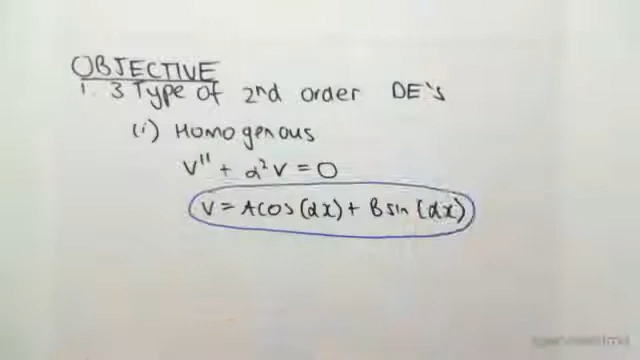 OBJECTIVE
1. 3 Type of 2nd order DE's
(i) Homogenous
v'' + α²v = 0
v = Acos(αx) + Bsin(αx)